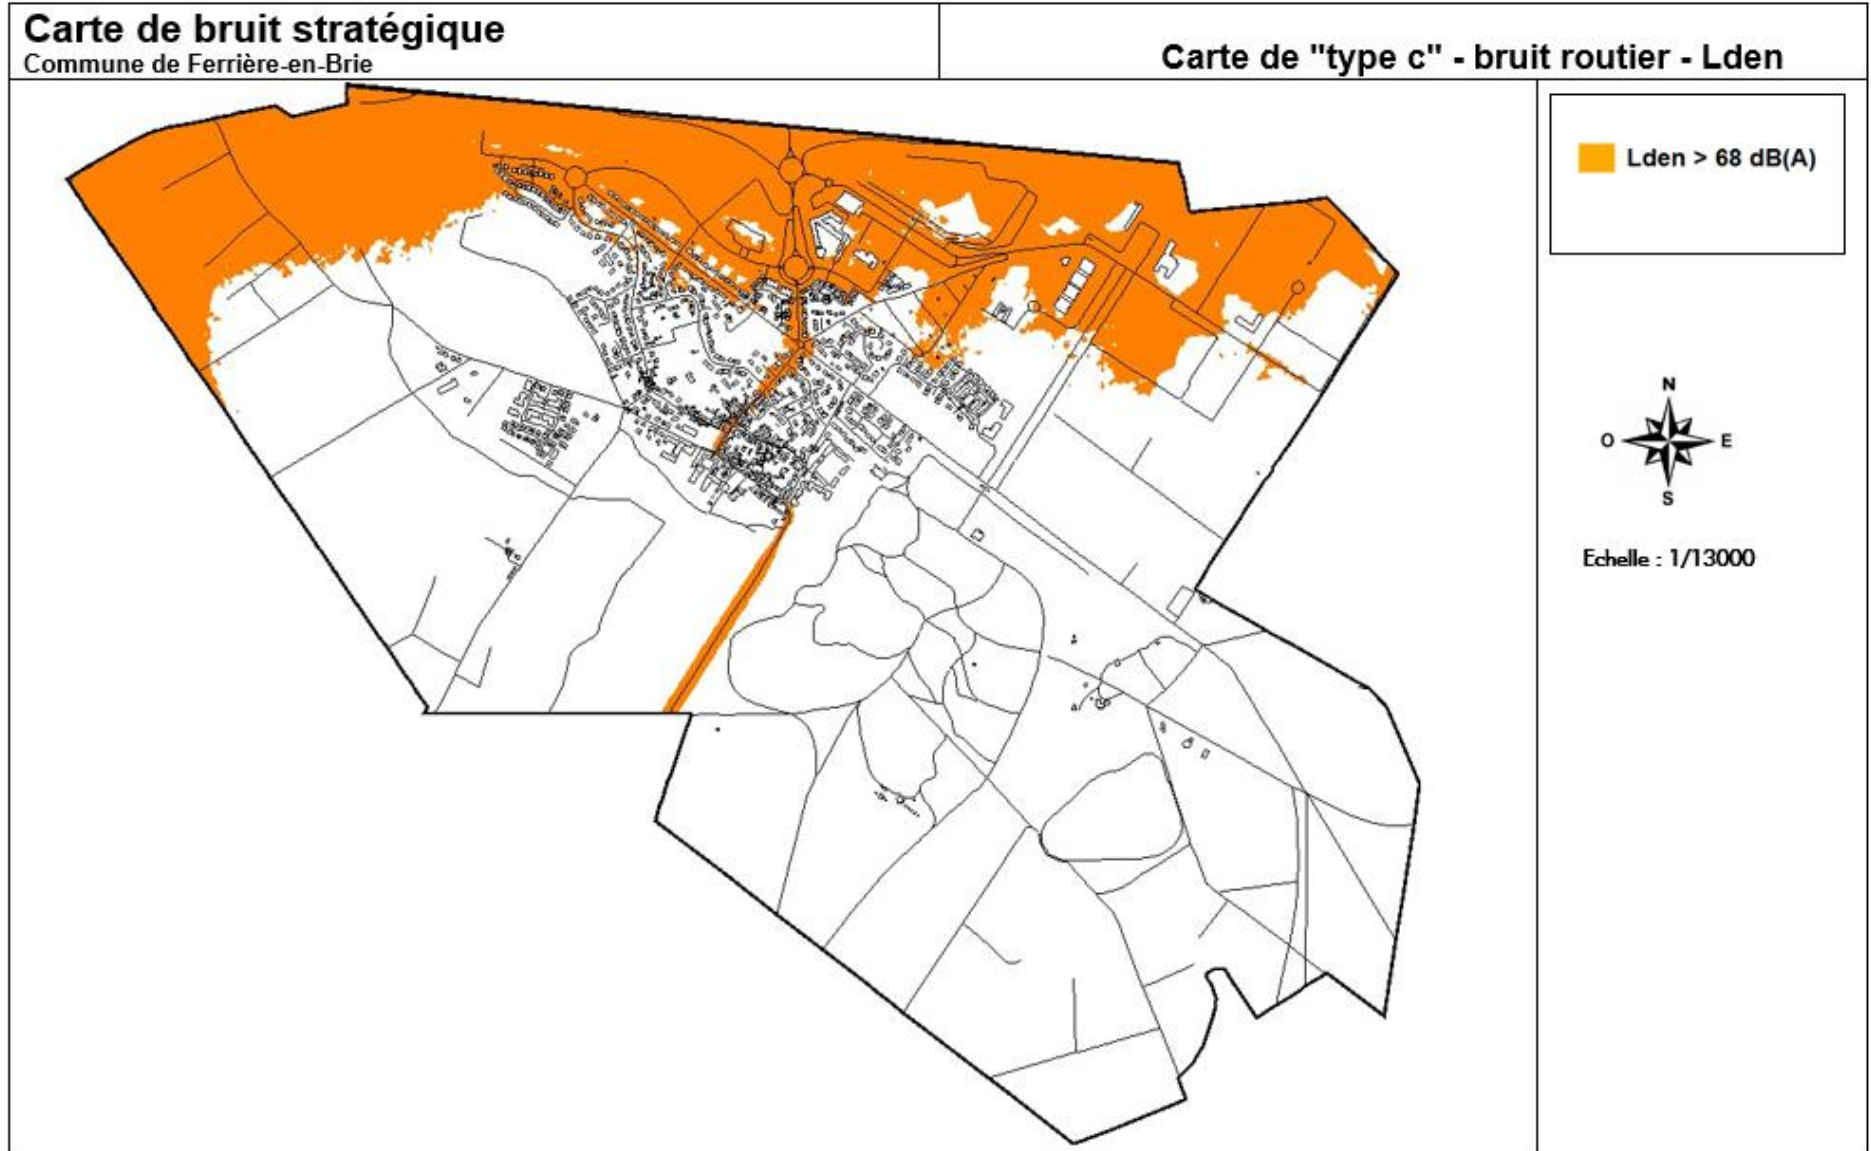 Carte de bruit stratégique
Commune de Ferrière-en-Brie
Carte de "type c" - bruit routier - Lden
Lden > 68 dB(A)
N
O E
S
Echelle : 1/13000